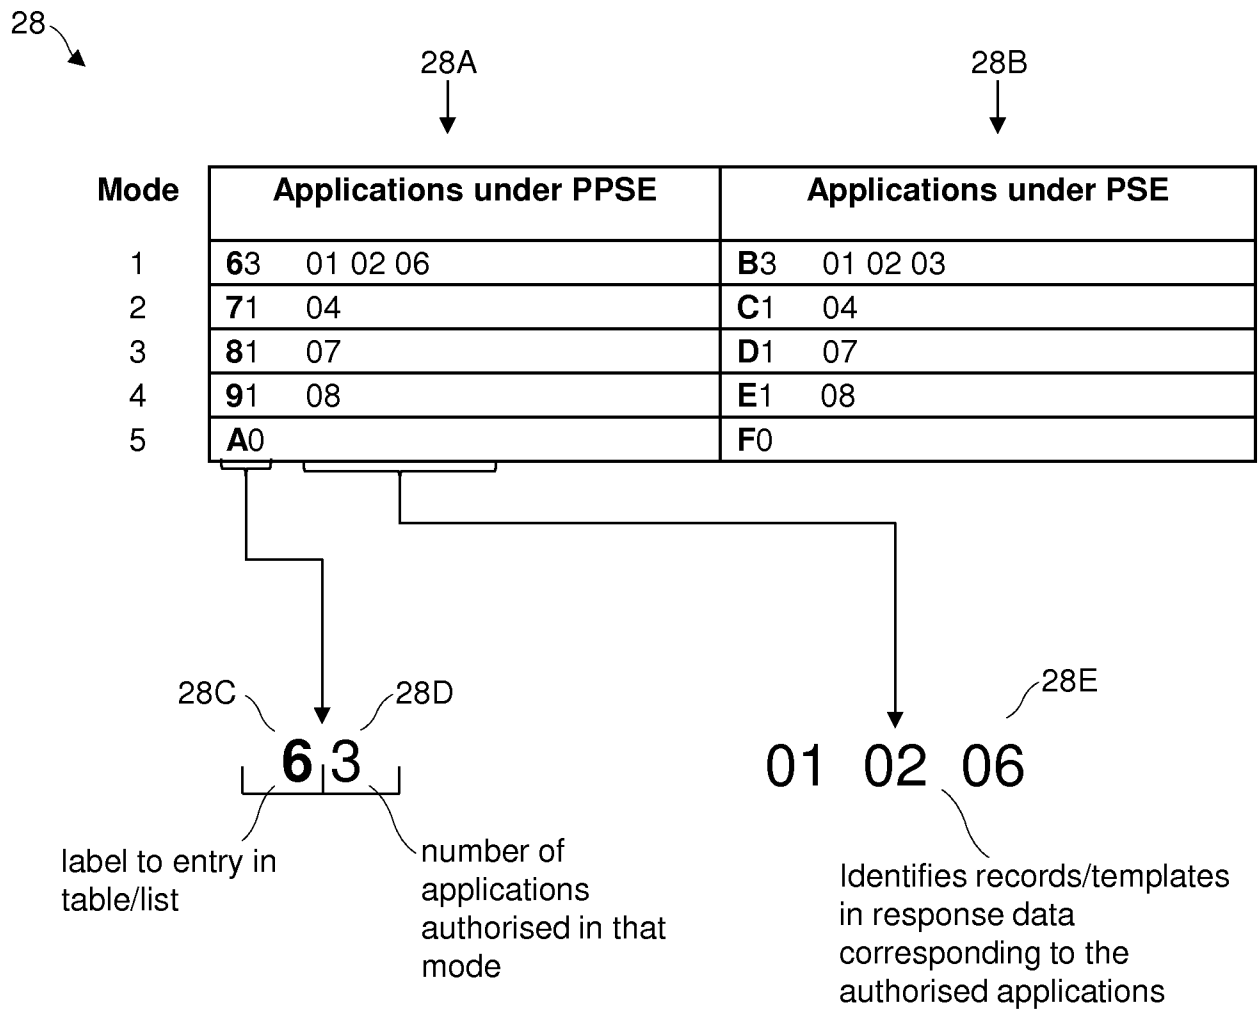 28
28A 28B
Mode Applications under PPSE Applications under PSE
1 63 01 02 06 B3 01 02 03
2 71 04 C1 04
3 81 07 D1 07
4 91 08 E1 08
5 A0 F0
28C 28D 28E
6 3 01 02 06
label to entry in
table/list
number of
applications
authorised in that
mode
Identifies records/templates
in response data
corresponding to the
authorised applications